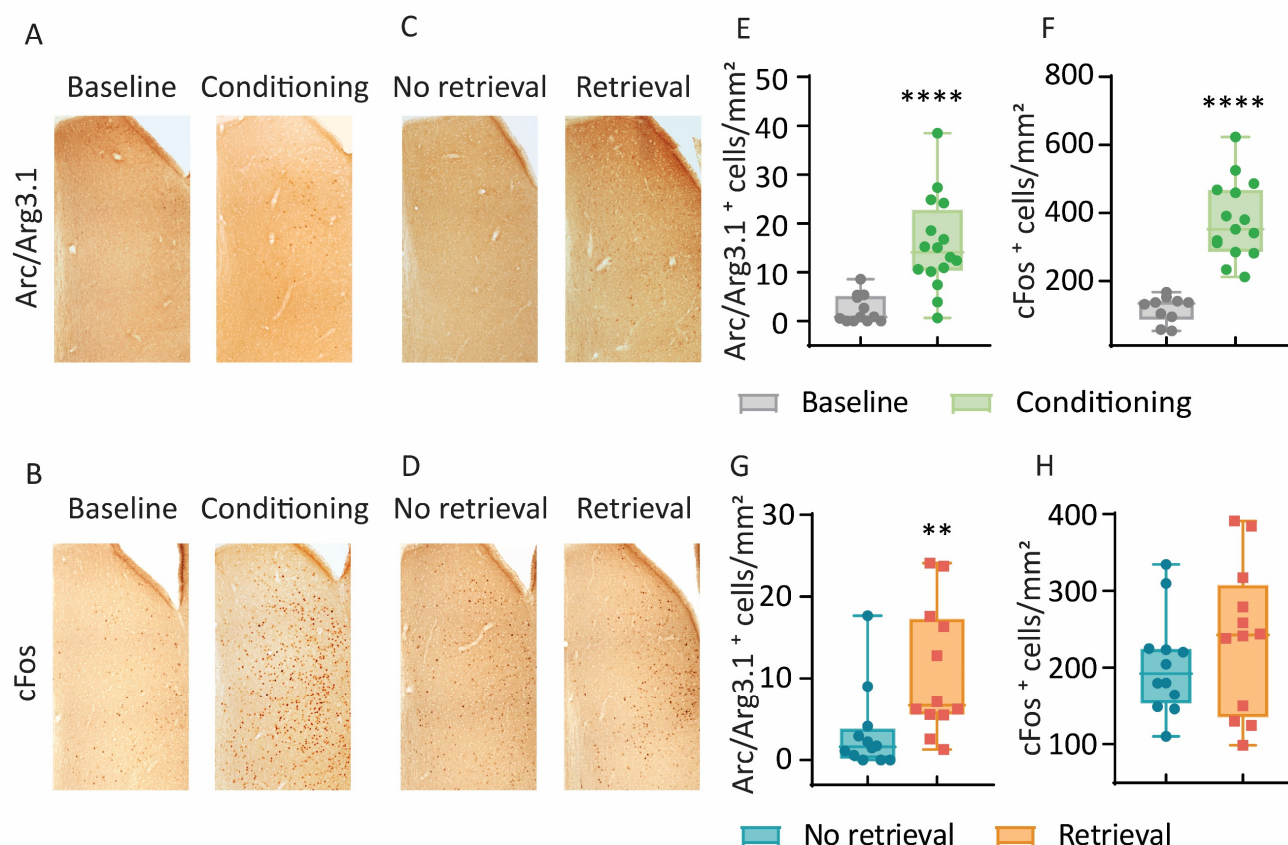 A
Baseline Conditioning
Arc/Arg3.1
C
No retrieval Retrieval
E
Arc/Arg3.1 + cells/mm²
50
40
30
20
10
0
****
F
cFos + cells/mm²
800
600
400
200
****
Baseline Conditioning
B
Baseline Conditioning
cFos
D
No retrieval Retrieval
G
Arc/Arg3.1 + cells/mm²
30
20
10
0
**
H
cFos + cells/mm²
400
300
200
100
No retrieval Retrieval